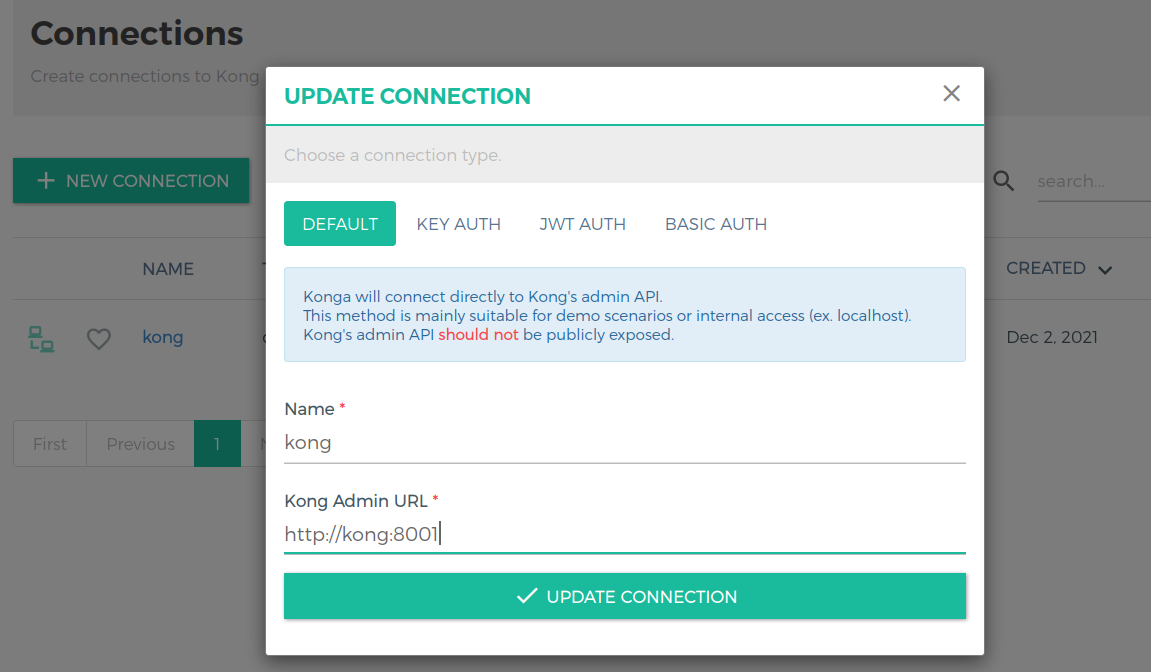 Connections
Create connections to Kong
UPDATE CONNECTION
Choose a connection type.
NEW CONNECTION
search...
DEFAULT
KEY AUTH
JWT AUTH
BASIC AUTH
NAME
CREATED
Konga will connect directly to Kong's admin API.
This method is mainly suitable for demo scenarios or internal access (ex. localhost).
Kong's admin API should not be publicly exposed.
kong
Dec 2, 2021
Name *
kong
First
Previous
1
Kong Admin URL *
http://kong:8001
UPDATE CONNECTION